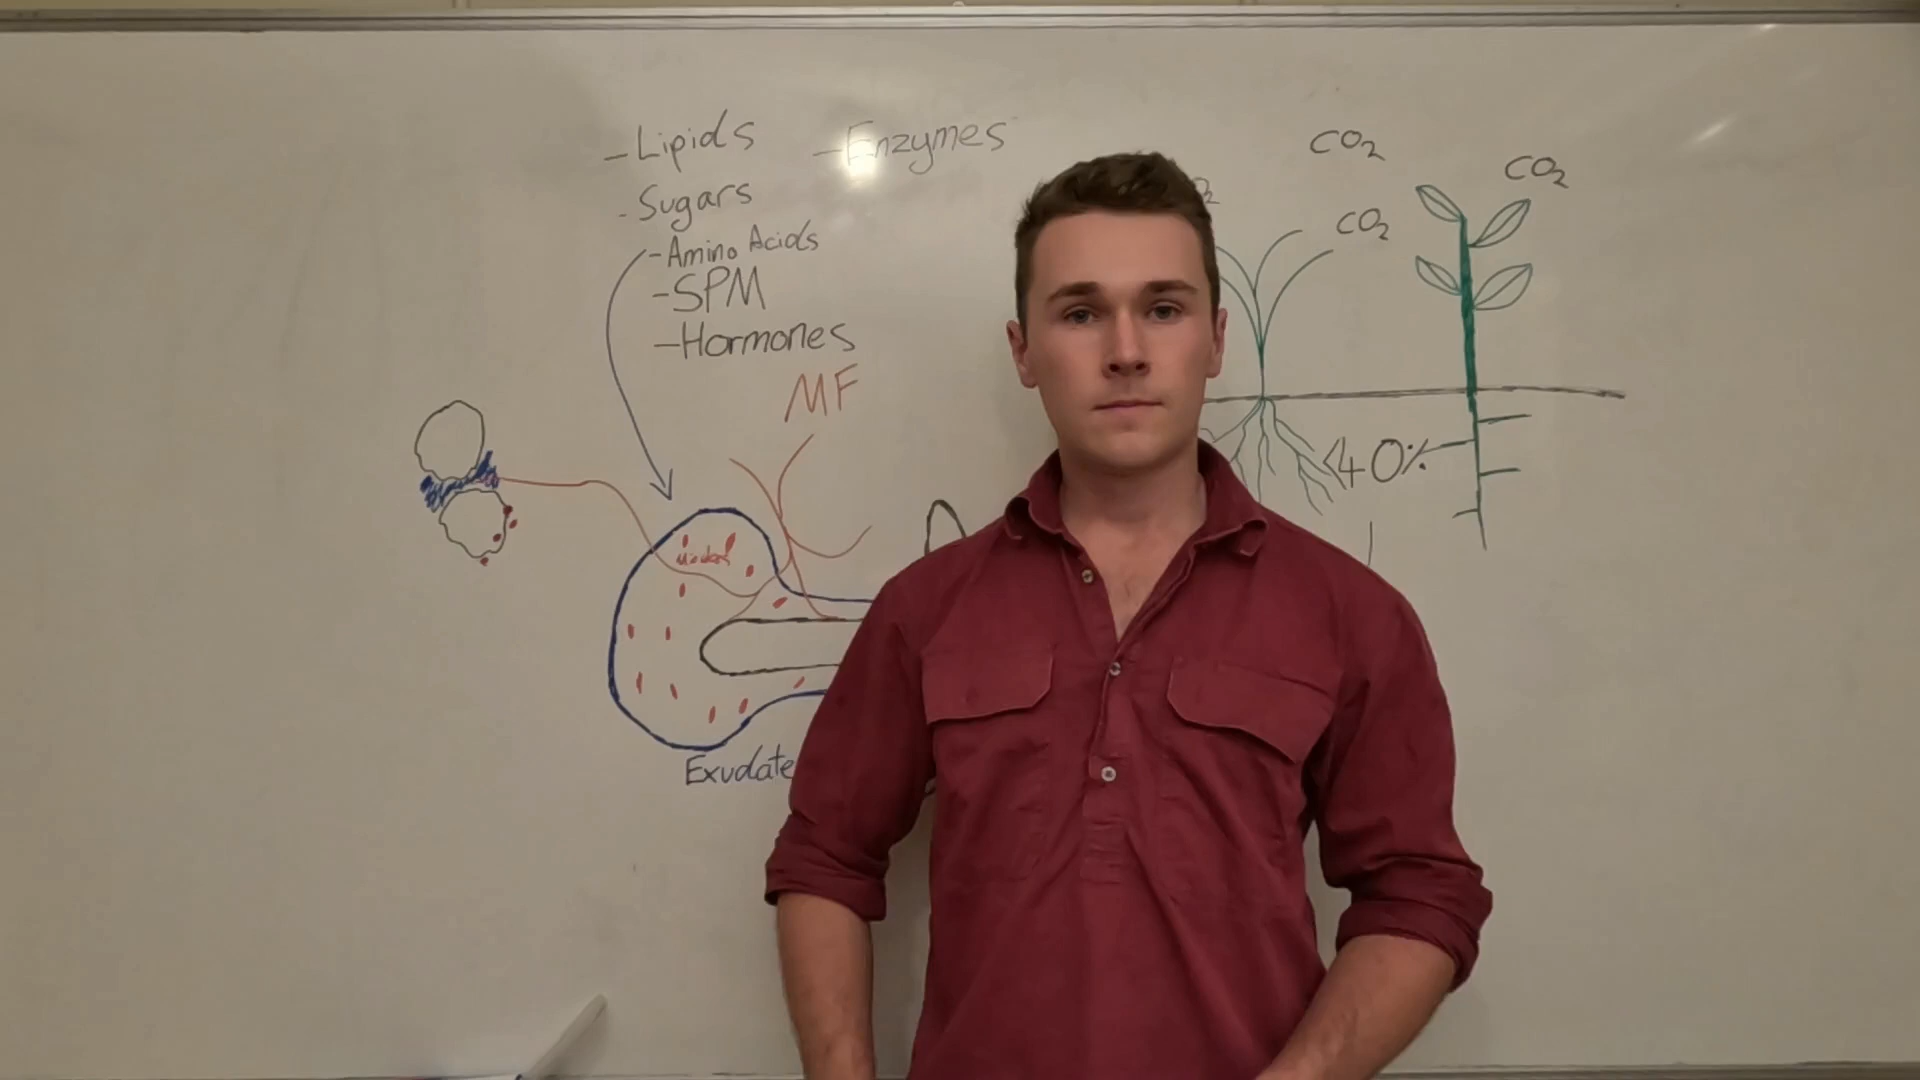 -Lipids
-Enzymes
-Sugars
-Amino Acids
-SPM
-Hormones
MF
Exudate
CO2
CO2
CO2
<40%